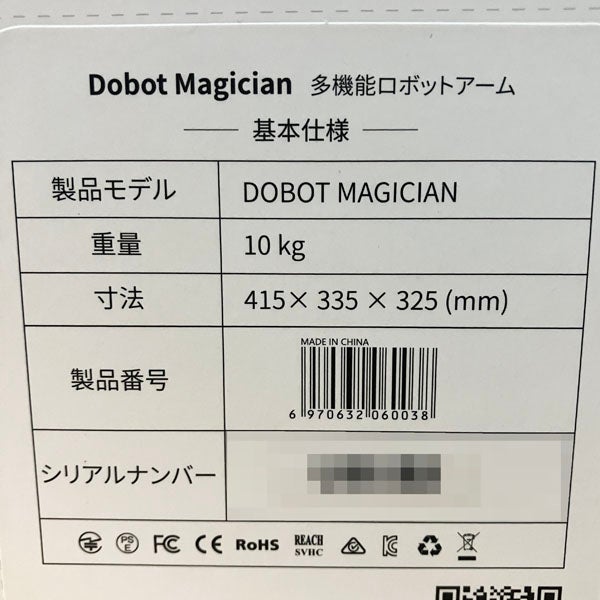 Dobot Magician 多機能ロボットアーム
基本仕様
製品モデル DOBOT MAGICIAN
重量 10 kg
寸法 415× 335 × 325 (mm)
MADE IN CHINA
製品番号 6 970632 060038
シリアルナンバー
PS E FC CE RoHS REACH SVHC